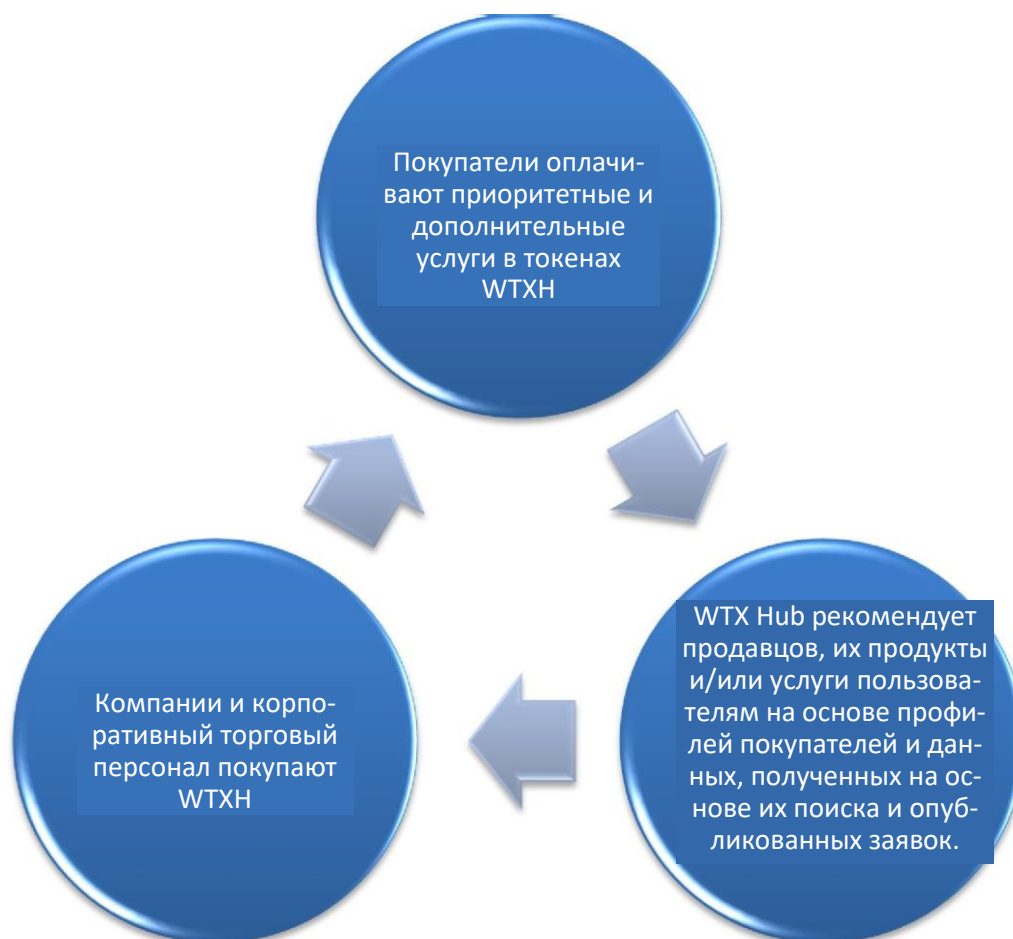 Покупатели оплачи-
вают приоритетные и
дополнительные
услуги в токенах
WTXH
WTX Hub рекомендует
продавцов, их продукты
и/или услуги пользова-
телям на основе профи-
лей покупателей и дан-
ных, полученных на ос-
нове их поиска и опуб-
ликованных заявок.
Компании и корпо-
ративный торговый
персонал покупают
WTXH